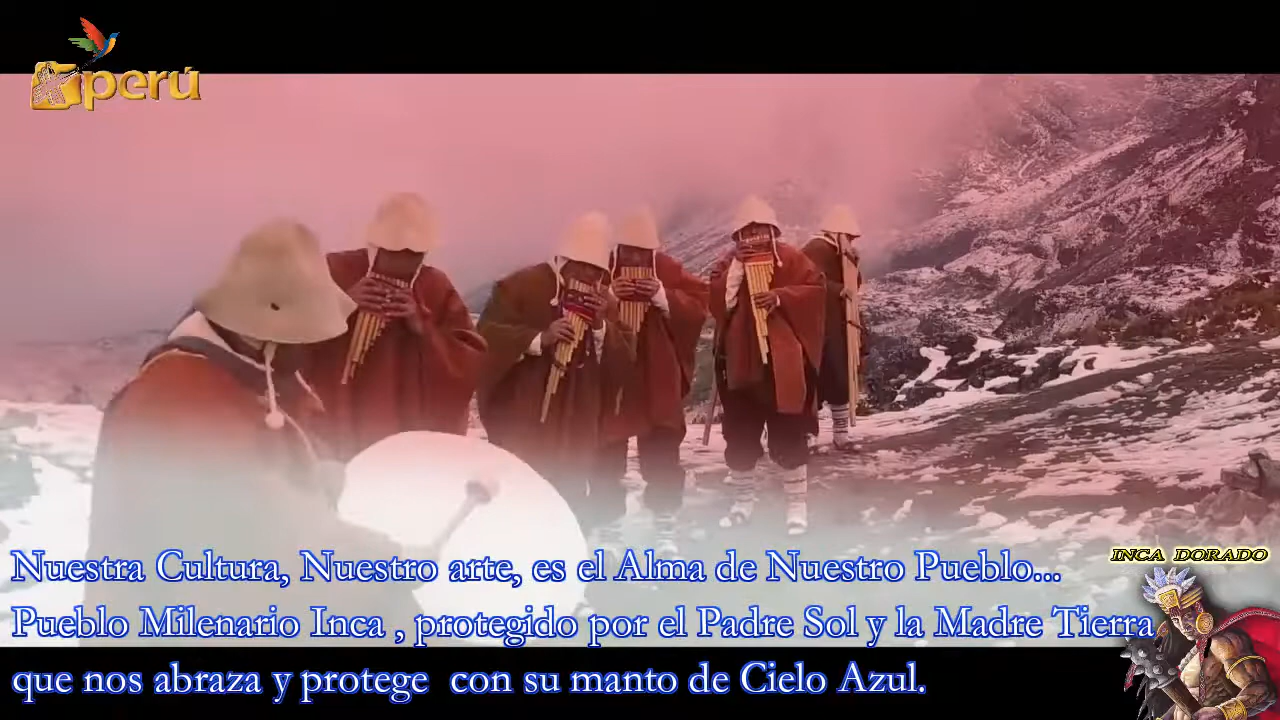 perú
Nuestra Cultura, Nuestro arte, es el Alma de Nuestro Pueblo...
INCA DORADO
Pueblo Milenario Inca , protegido por el Padre Sol y la Madre Tierra
que nos abraza y protege con su manto de Cielo Azul.